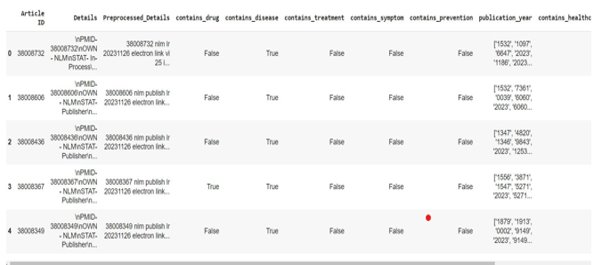 Article ID Details Preprocessed_Details contains_drug contains_disease contains_treatment contains_symptom contains_prevention publication_year contains_healthc
0 38008732 \nPMID- 38008732\nOWN - NLM\nSTAT- In- Process\... 38008732 nlm ir 20231126 electron link vi 25 i... False True False False False ['1532', '1097', '6647', '2023', '1186', '2023...
1 38008606 \nPMID- 38008606\nOWN - NLM\nSTAT- Publisher\n... 38008606 nlm publish lr 20231126 electron link... False True False False False ['1532', '7361', '0039', '6060', '2023', '6060...
2 38008436 \nPMID- 38008436\nOWN - NLM\nSTAT- Publisher\n... 38008436 nlm publish lr 20231126 electron link... False True False False False ['1347', '4820', '1346', '9843', '2023', '1253...
3 38008367 \nPMID- 38008367\nOWN - NLM\nSTAT- Publisher\n... 38008367 nlm publish lr 20231126 electron link... True True False False False ['1556', '3871', '1547', '5271', '2023', '5271...
4 38008349 \nPMID- 38008349\nOWN - NLM\nSTAT- Publisher\n... 38008349 nlm publish lr 20231126 electron link... False True False False False ['1879', '1913', '0002', '9149', '2023', '9149...